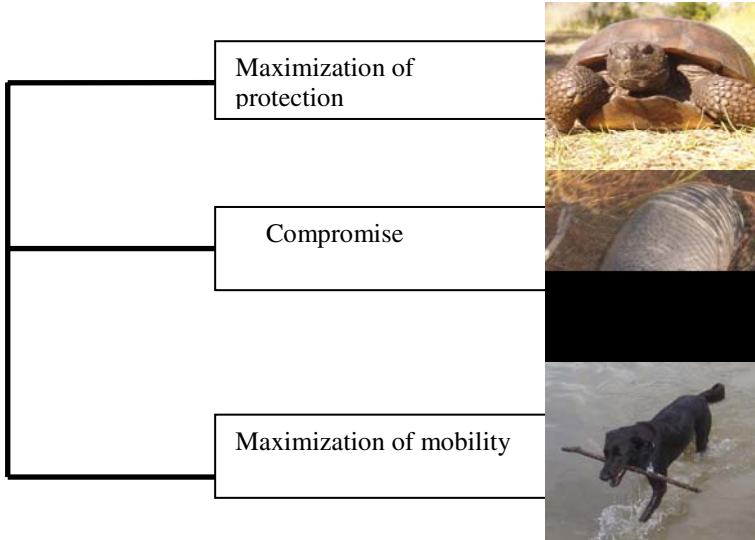 Maximization of
protection
Compromise
Maximization of mobility